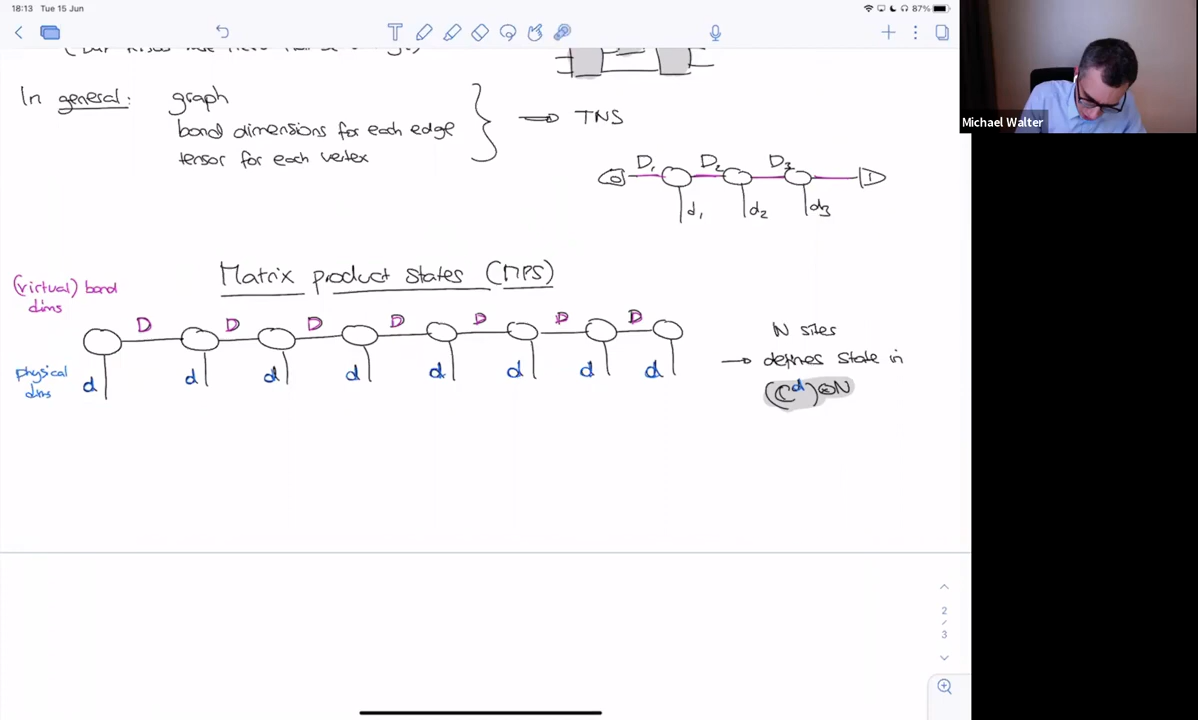 18:13 Tue 15 Jun
87%
In general:
graph
bond dimensions for each edge
tensor for each vertex
→ TNS
D₁ D₂ D₃
0 1
d₁ d₂ d₃
Matrix product states (MPS)
(virtual) bond
dims
D D D D D D D
physical
dims
d d d d d d d d
N sites
→ defines state in
(ℂᵈ)⊗N
Michael Walter
2
/
3